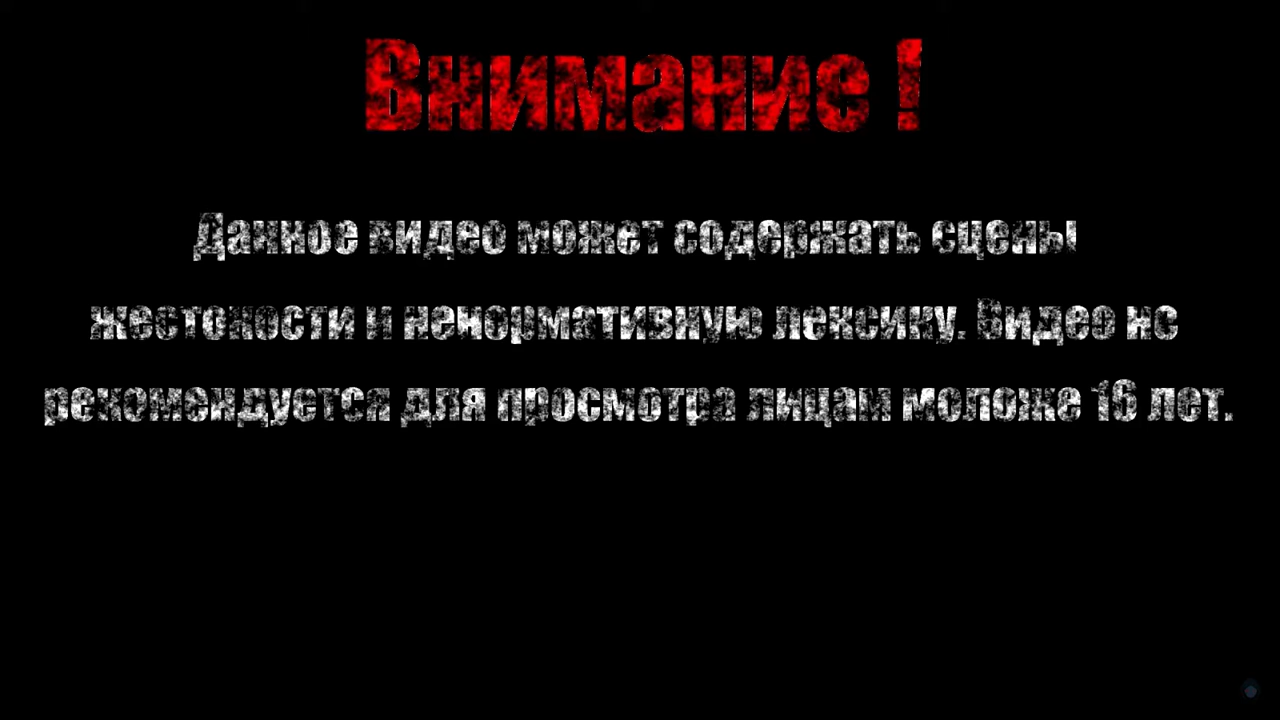 Внимание !
Данное видео может содержать сцены
жестокости и ненормативную лексику. Видео не
рекомендуется для просмотра лицам моложе 16 лет.